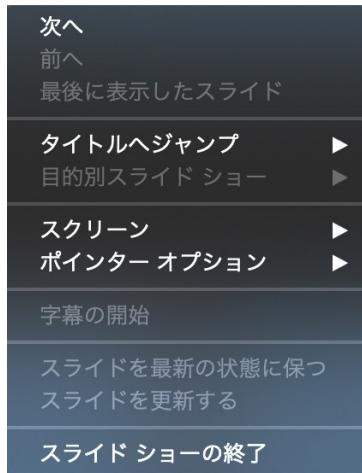 次へ
前へ
最後に表示したスライド
タイトルへジャンプ
目的別スライド ショー
スクリーン
ポインター オプション
字幕の開始
スライドを最新の状態に保つ
スライドを更新する
スライド ショーの終了